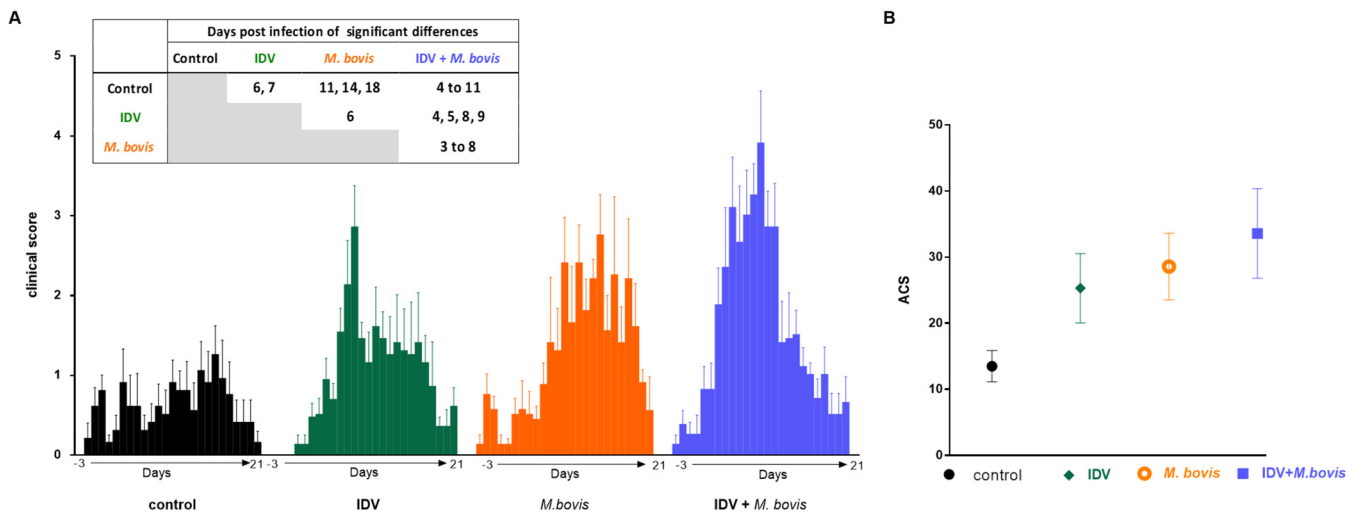 A
Days post infection of significant differences
Control IDV M. bovis IDV + M. bovis
Control 6, 7 11, 14, 18 4 to 11
IDV 6 4, 5, 8, 9
M. bovis 3 to 8
5
4
3
2
1
0
clinical score
-3 Days 21
-3 Days 21
-3 Days 21
-3 Days 21
control
IDV
M.bovis
IDV + M. bovis
B
50
40
30
20
10
0
ACS
control
IDV
M. bovis
IDV+M.bovis